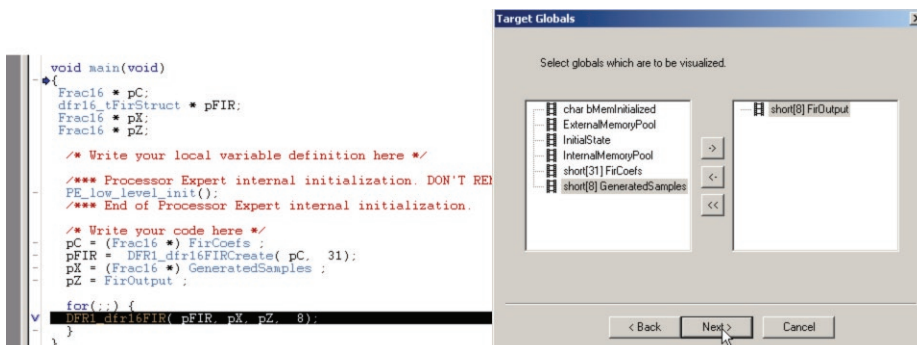 void main(void)
{
Frac16 * pC;
dfr16_tFirStruct * pFIR;
Frac16 * pX;
Frac16 * pZ;
/* Write your local variable definition here */
/*** Processor Expert internal initialization. DON'T REM
PE_low_level_init();
/*** End of Processor Expert internal initialization.
/* Write your code here */
pC = (Frac16 *) FirCoefs ;
pFIR = DFR1_dfr16FIRCreate( pC, 31);
pX = (Frac16 *) GeneratedSamples ;
pZ = FirOutput ;
for(;;) {
DFR1_dfr16FIR( pFIR, pX, pZ, 8);
}
}
Target Globals
Select globals which are to be visualized.
char bMemInitialized
ExternalMemoryPool
InitialState
InternalMemoryPool
short[31] FirCoefs
short[8] GeneratedSamples
->
<-
<<
short[8] FirOutput
< Back
Next >
Cancel